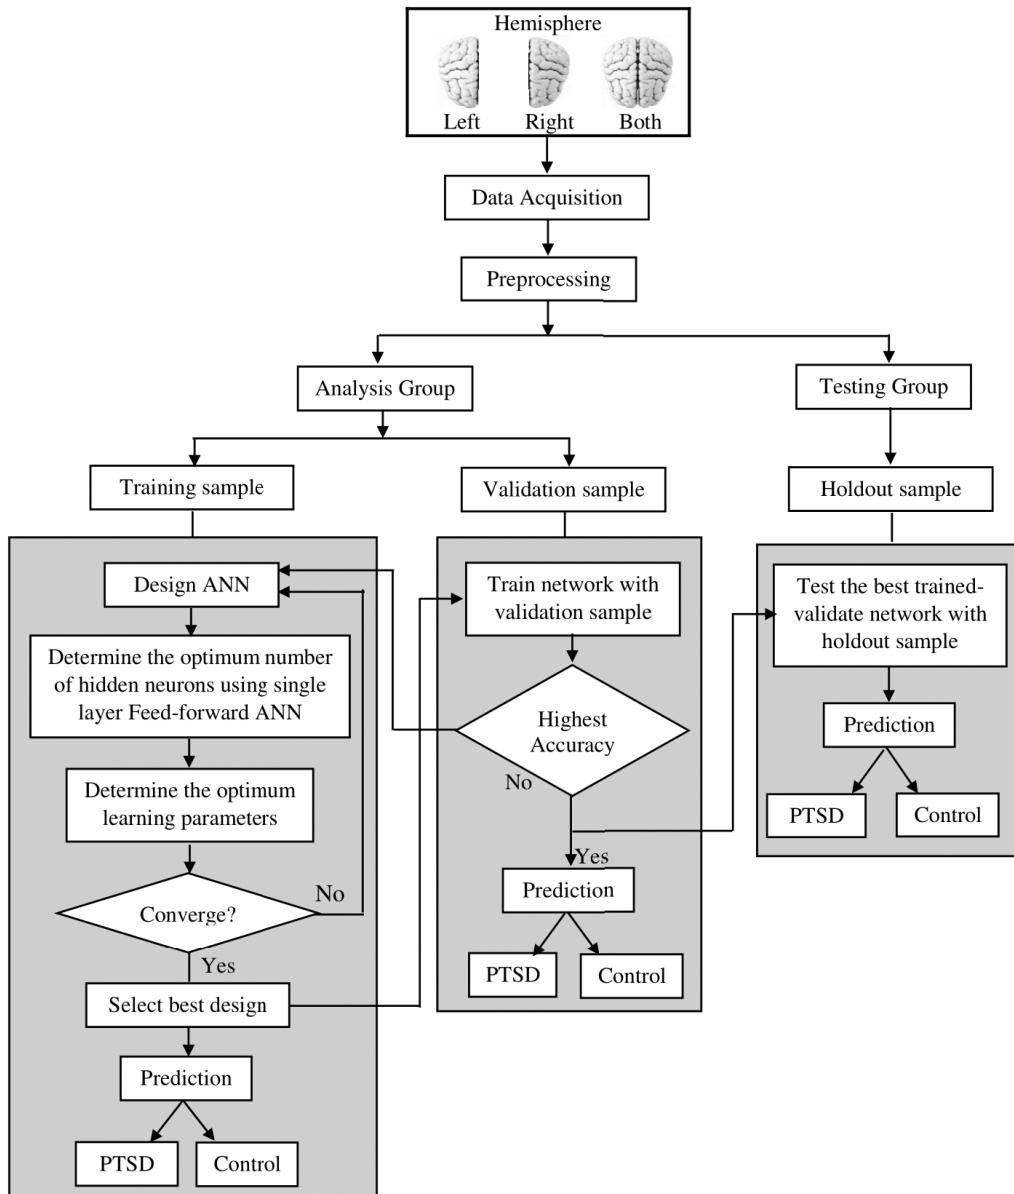 Hemisphere
Left Right Both
Data Acquisition
Preprocessing
Analysis Group
Testing Group
Training sample
Validation sample
Holdout sample
Design ANN
Determine the optimum number
of hidden neurons using single
layer Feed-forward ANN
Determine the optimum
learning parameters
No
Converge?
Yes
Select best design
Prediction
PTSD
Control
Train network with
validation sample
Highest
Accuracy
No
Yes
Prediction
PTSD
Control
Test the best trained-
validate network with
holdout sample
Prediction
PTSD
Control